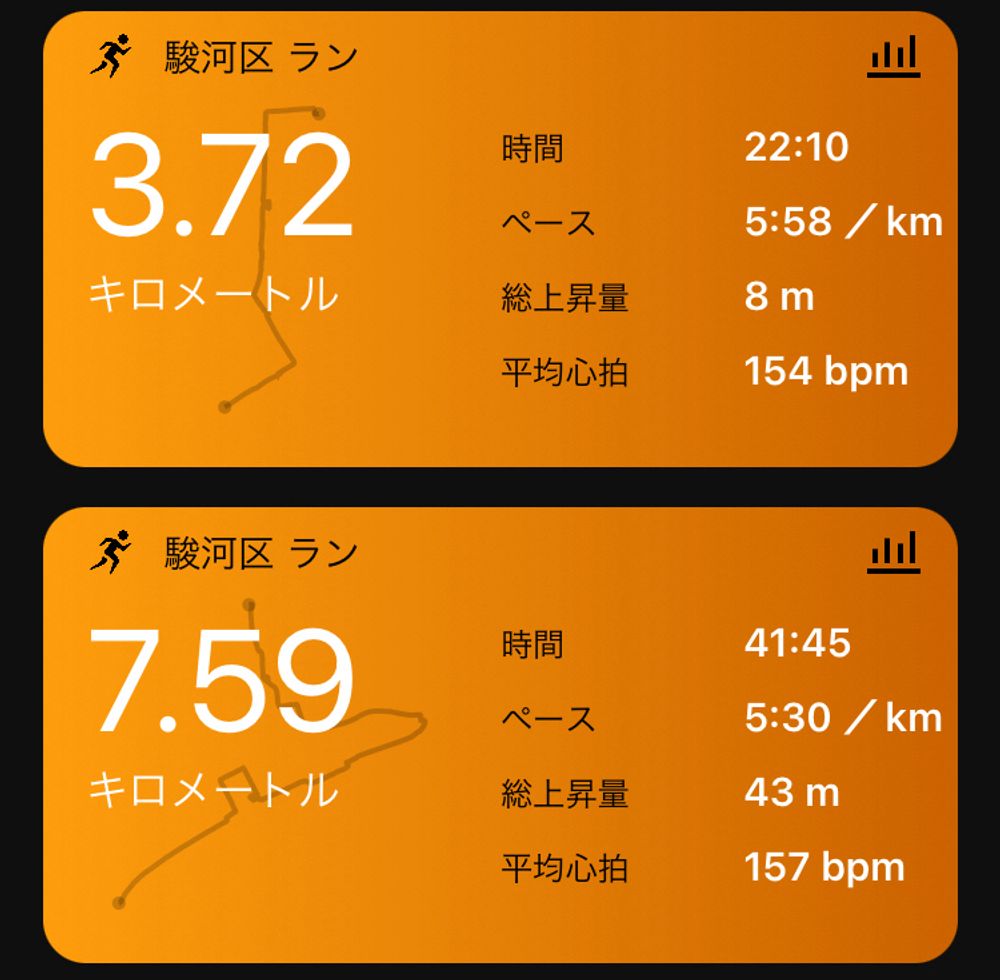 駿河区 ラン
3.72
キロメートル
時間 22:10
ペース 5:58 ／km
総上昇量 8 m
平均心拍 154 bpm
駿河区 ラン
7.59
キロメートル
時間 41:45
ペース 5:30 ／km
総上昇量 43 m
平均心拍 157 bpm